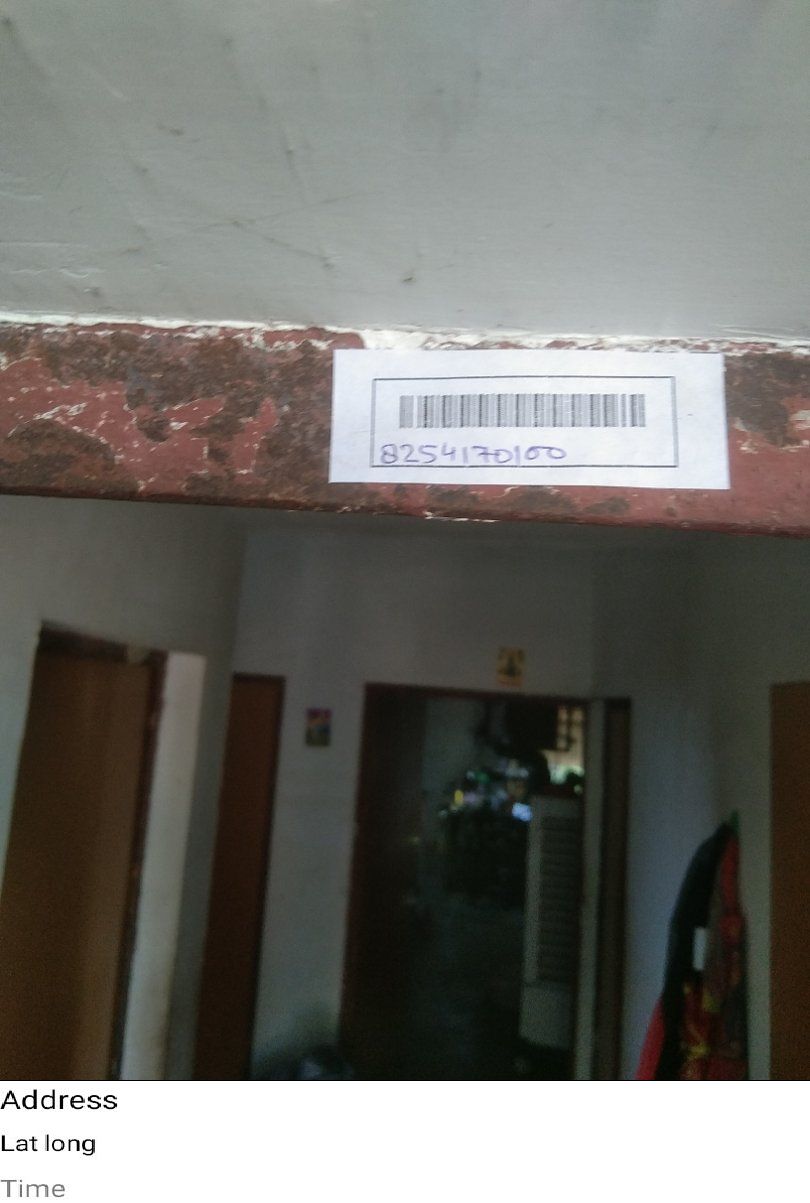 8254170100
Address
Lat long
Time